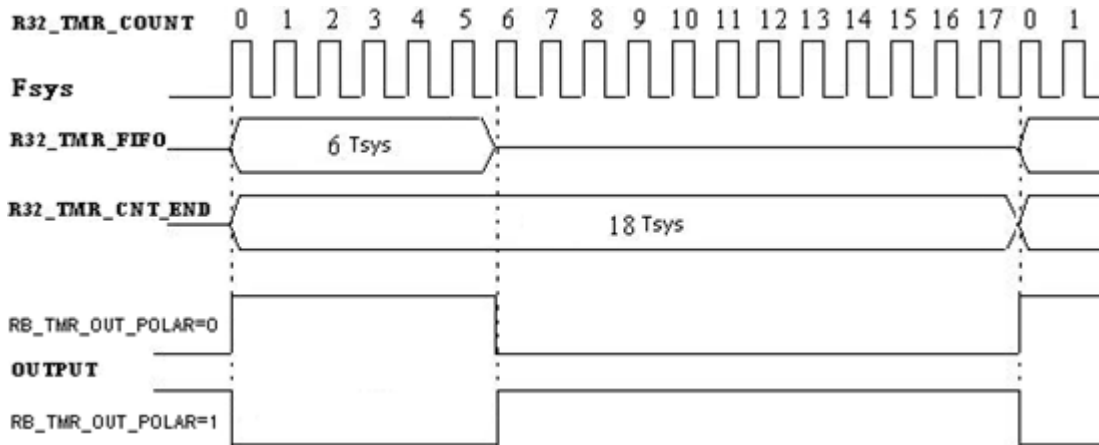 R32_TMR_COUNT 0 1 2 3 4 5 6 7 8 9 10 11 12 13 14 15 16 17 0 1
Fsys
R32_TMR_FIFO 6 Tsys
R32_TMR_CNT_END 18 Tsys
RB_TMR_OUT_POLAR=0
OUTPUT
RB_TMR_OUT_POLAR=1